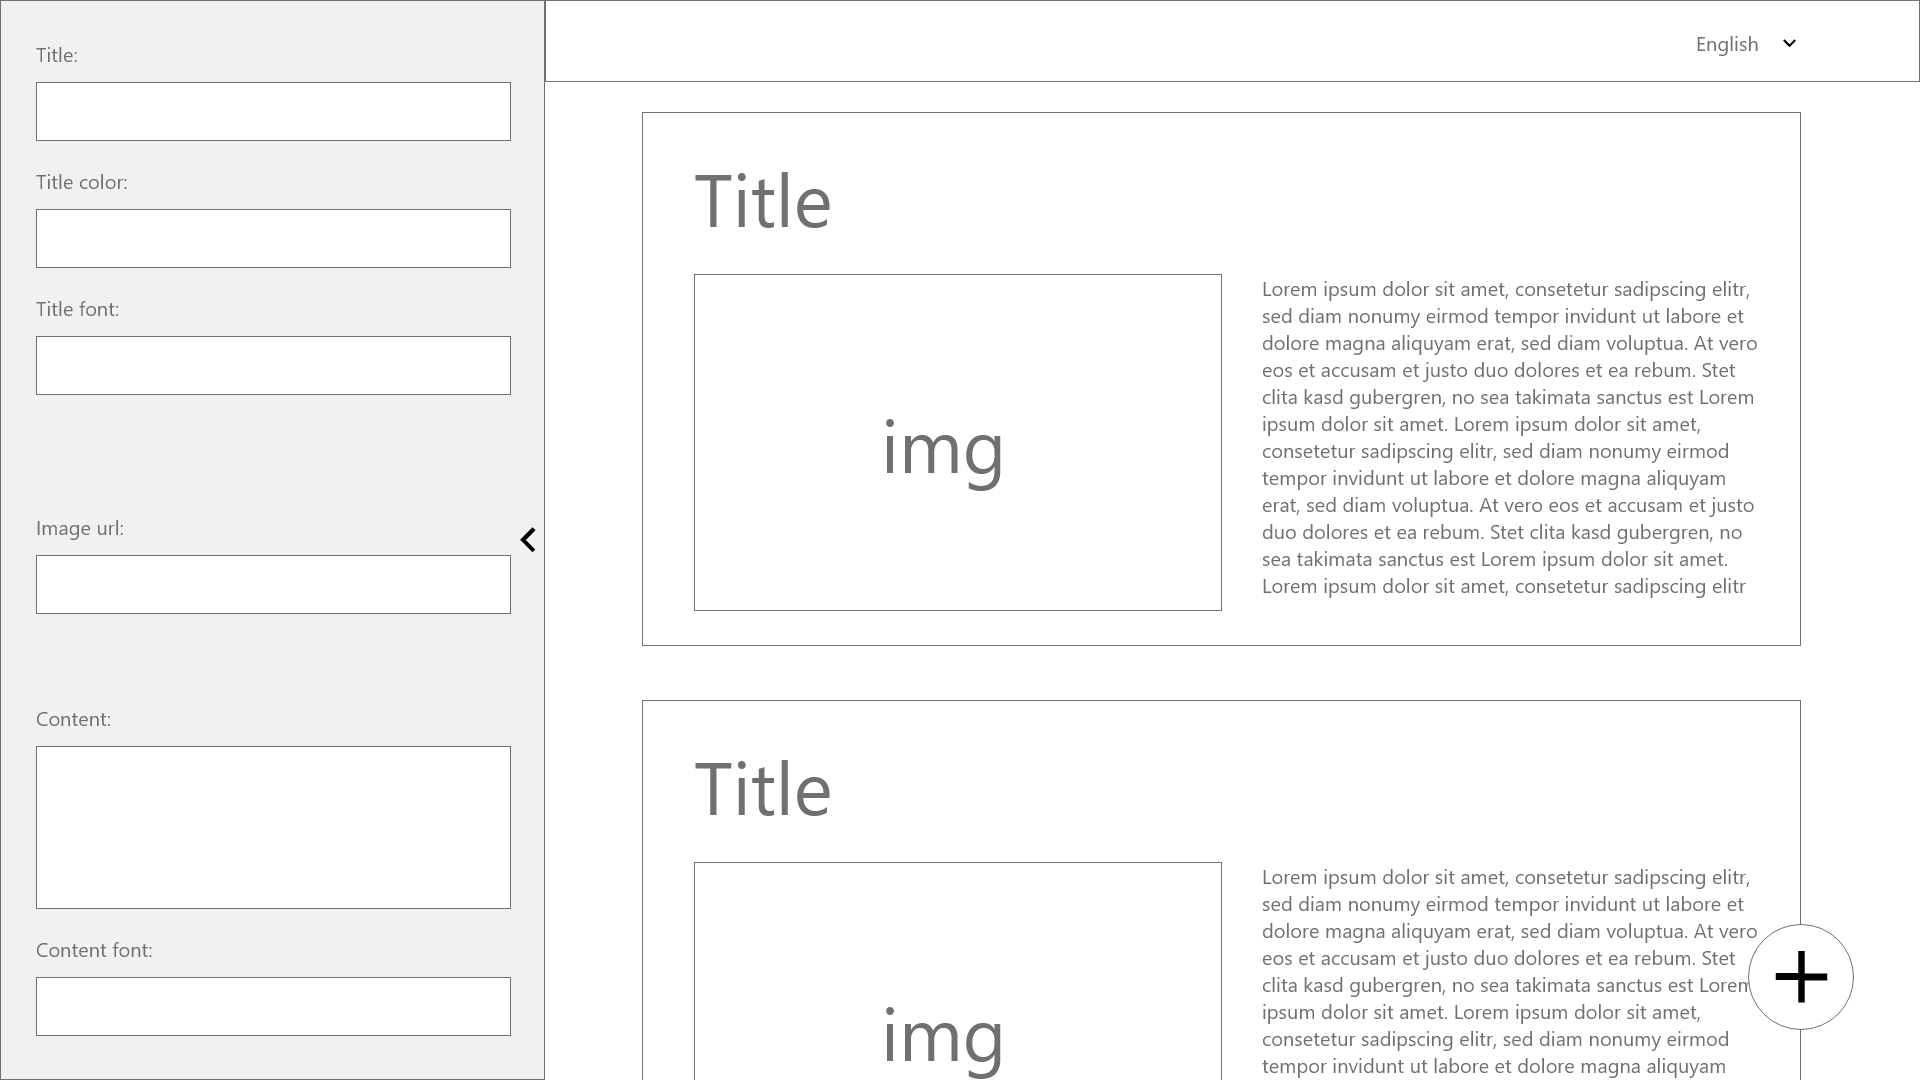 Title:
Title color:
Title font:
Image url:
Content:
Content font:
English
Title
img
Lorem ipsum dolor sit amet, consetetur sadipscing elitr,
sed diam nonumy eirmod tempor invidunt ut labore et
dolore magna aliquyam erat, sed diam voluptua. At vero
eos et accusam et justo duo dolores et ea rebum. Stet
clita kasd gubergren, no sea takimata sanctus est Lorem
ipsum dolor sit amet. Lorem ipsum dolor sit amet,
consetetur sadipscing elitr, sed diam nonumy eirmod
tempor invidunt ut labore et dolore magna aliquyam
erat, sed diam voluptua. At vero eos et accusam et justo
duo dolores et ea rebum. Stet clita kasd gubergren, no
sea takimata sanctus est Lorem ipsum dolor sit amet.
Lorem ipsum dolor sit amet, consetetur sadipscing elitr
Title
img
Lorem ipsum dolor sit amet, consetetur sadipscing elitr,
sed diam nonumy eirmod tempor invidunt ut labore et
dolore magna aliquyam erat, sed diam voluptua. At vero
eos et accusam et justo duo dolores et ea rebum. Stet
clita kasd gubergren, no sea takimata sanctus est Lorem
ipsum dolor sit amet. Lorem ipsum dolor sit amet,
consetetur sadipscing elitr, sed diam nonumy eirmod
tempor invidunt ut labore et dolore magna aliquyam